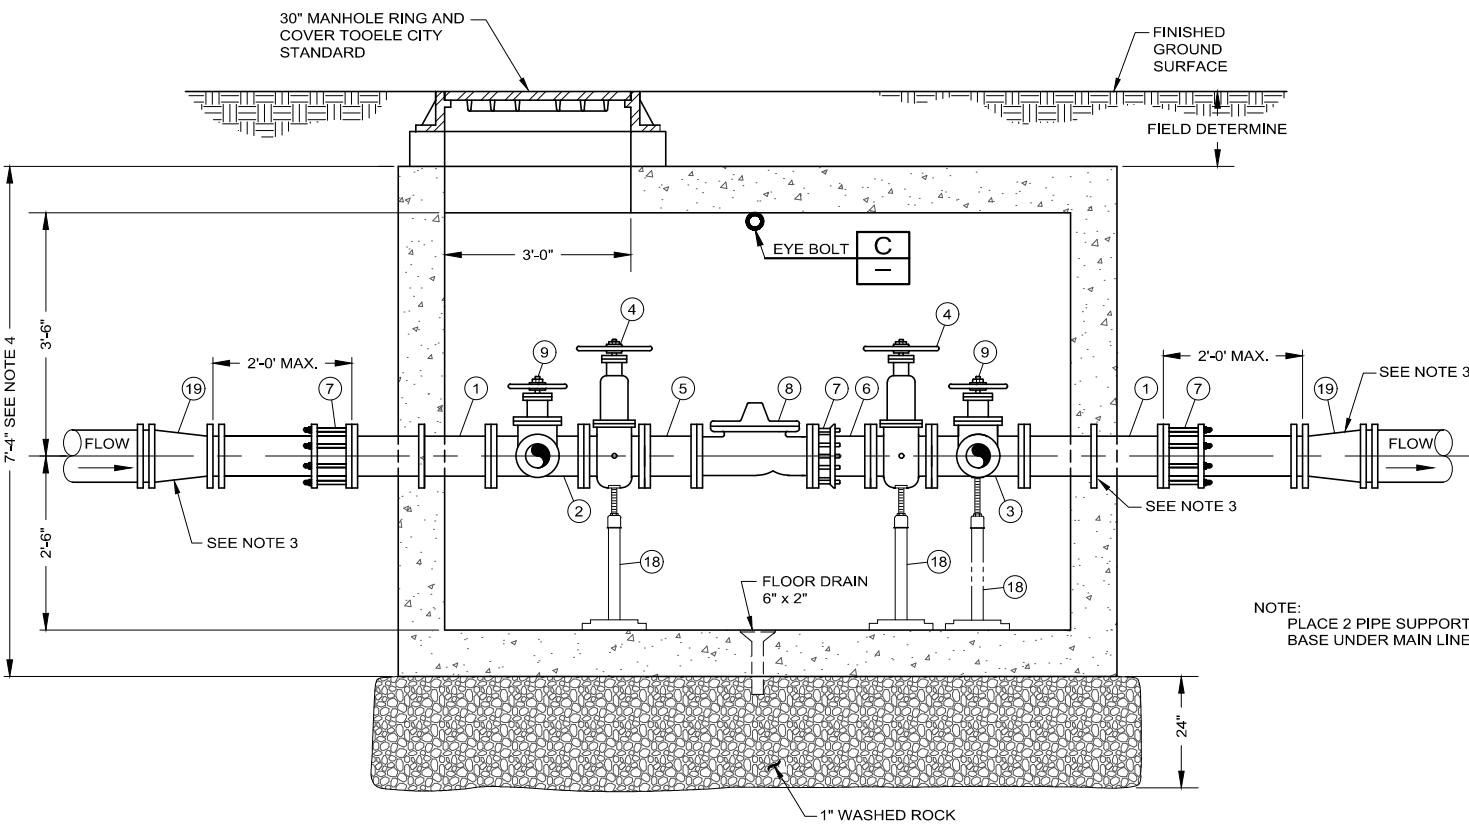 30" MANHOLE RING AND
COVER TOOELE CITY
STANDARD
FINISHED
GROUND
SURFACE
FIELD DETERMINE
3'-0"
EYE BOLT
C
–
7'-4" SEE NOTE 4
3'-6"
2'-6"
4
4
9
9
2'-0' MAX.
2'-0' MAX.
19
7
1
5
8
7
6
1
7
19
SEE NOTE 3
FLOW
FLOW
2
3
SEE NOTE 3
SEE NOTE 3
18
18
18
FLOOR DRAIN
6" x 2"
NOTE:
PLACE 2 PIPE SUPPORT
BASE UNDER MAIN LINE
24"
1" WASHED ROCK